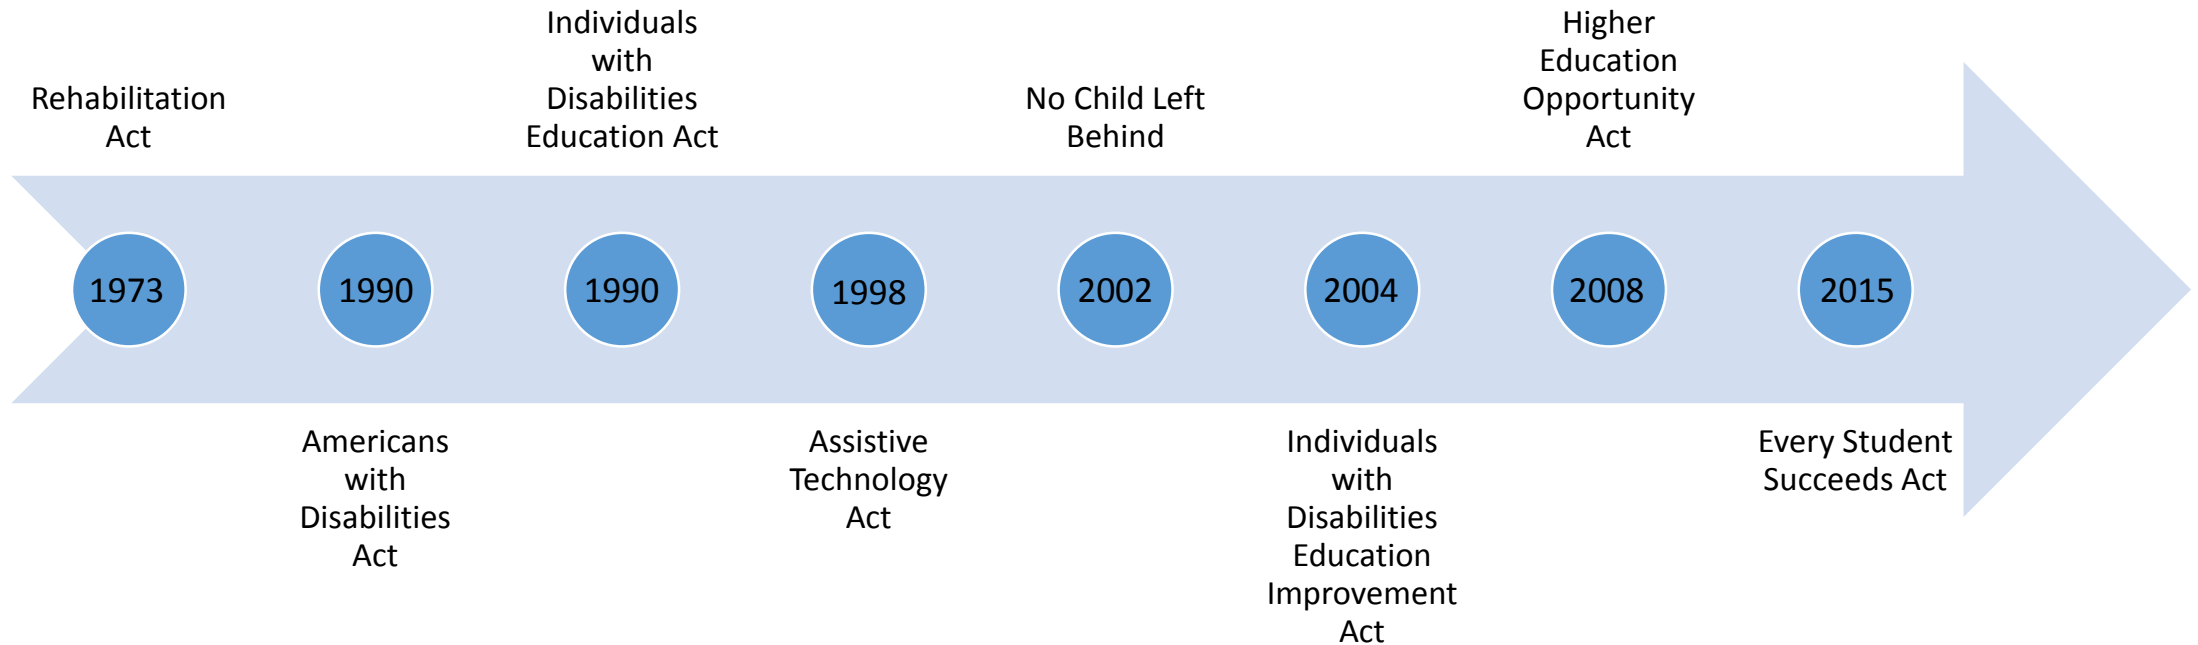 Rehabilitation
Act
1973
1990
Americans
with
Disabilities
Act
Individuals
with
Disabilities
Education Act
1990
1998
Assistive
Technology
Act
No Child Left
Behind
2002
2004
Individuals
with
Disabilities
Education
Improvement
Act
Higher
Education
Opportunity
Act
2008
2015
Every Student
Succeeds Act